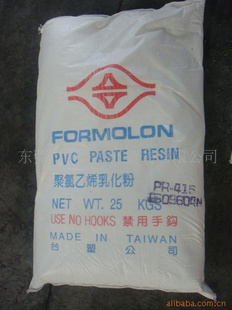 FORMOLON
PVC PASTE RESIN
聚氯乙烯乳化粉
PR-415
NET WT. 25 KGS
USE NO HOOKS 禁用手鈎
MADE IN TAIWAN
台塑公司
alibaba.com.cn